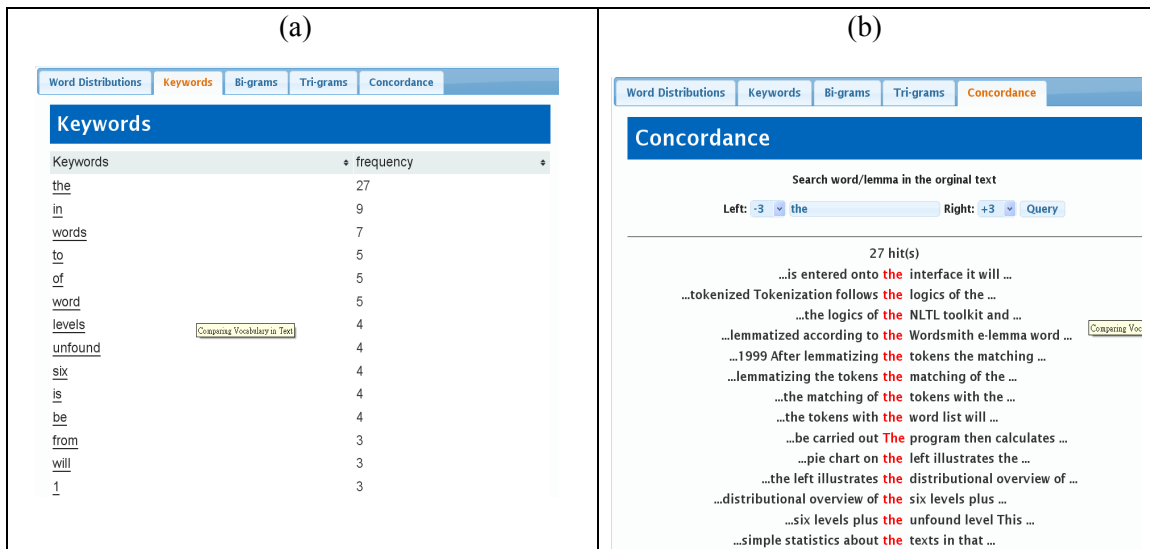 (a)
Word Distributions Keywords Bi-grams Tri-grams Concordance
Keywords
Keywords frequency
the 27
in 9
words 7
to 5
of 5
word 5
levels 4
Comparing Vocabulary in Text
unfound 4
six 4
is 4
be 4
from 3
will 3
1 3
(b)
Word Distributions Keywords Bi-grams Tri-grams Concordance
Concordance
Search word/lemma in the orginal text
Left: -3 the Right: +3 Query
27 hit(s)
...is entered onto the interface it will ...
...tokenized Tokenization follows the logics of the ...
...the logics of the NLTL toolkit and ...
Comparing Voc
...lemmatized according to the Wordsmith e-lemma word ...
...1999 After lemmatizing the tokens the matching ...
...lemmatizing the tokens the matching of the ...
...the matching of the tokens with the ...
...the tokens with the word list will ...
...be carried out The program then calculates ...
...pie chart on the left illustrates the ...
...the left illustrates the distributional overview of ...
...distributional overview of the six levels plus ...
...six levels plus the unfound level This ...
...simple statistics about the texts in that ...